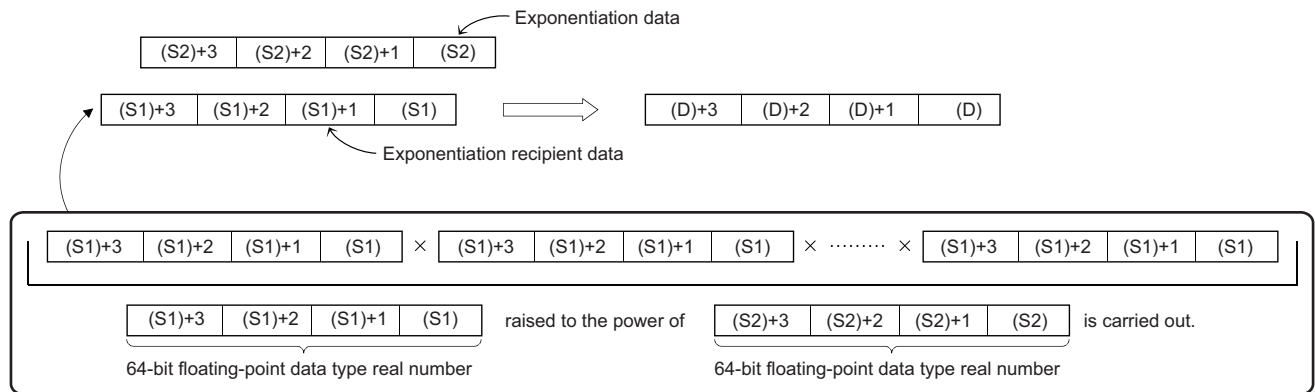 Exponentiation data
(S2)+3 (S2)+2 (S2)+1 (S2)
(S1)+3 (S1)+2 (S1)+1 (S1) (D)+3 (D)+2 (D)+1 (D)
Exponentiation recipient data
(S1)+3 (S1)+2 (S1)+1 (S1) × (S1)+3 (S1)+2 (S1)+1 (S1) × ········· × (S1)+3 (S1)+2 (S1)+1 (S1)
(S1)+3 (S1)+2 (S1)+1 (S1) raised to the power of (S2)+3 (S2)+2 (S2)+1 (S2) is carried out.
64-bit floating-point data type real number 64-bit floating-point data type real number